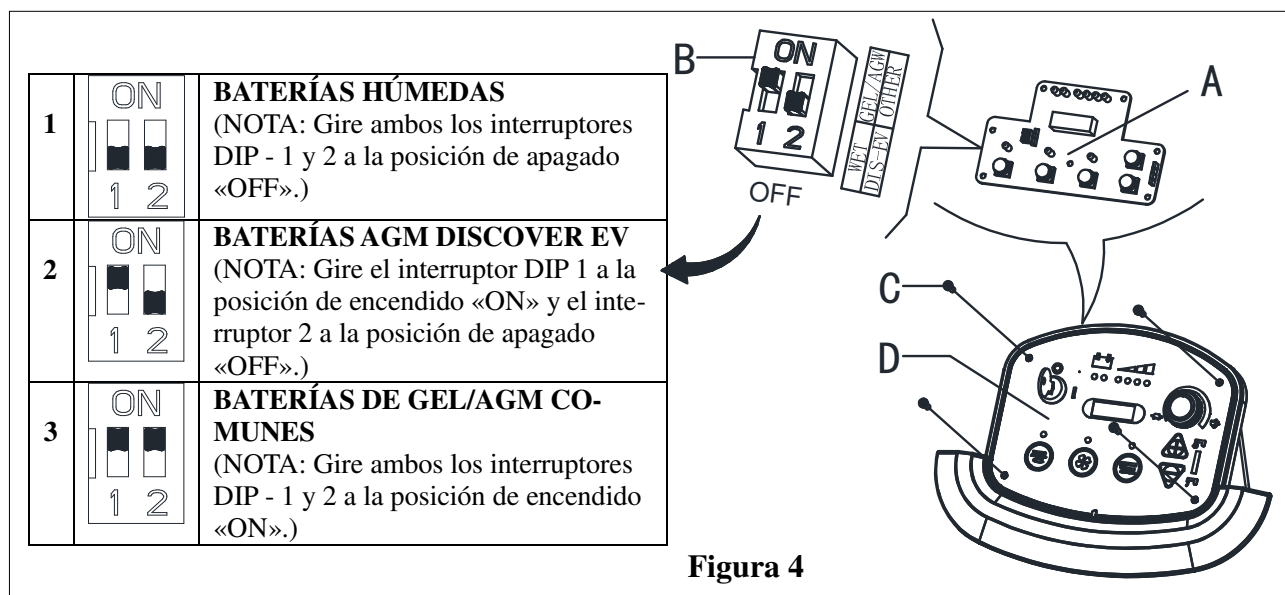 1
ON
1 2
BATERÍAS HÚMEDAS
(NOTA: Gire ambos los interruptores
DIP - 1 y 2 a la posición de apagado
«OFF».)
2
ON
1 2
BATERÍAS AGM DISCOVER EV
(NOTA: Gire el interruptor DIP 1 a la
posición de encendido «ON» y el inte-
rruptor 2 a la posición de apagado
«OFF».)
3
ON
1 2
BATERÍAS DE GEL/AGM CO-
MUNES
(NOTA: Gire ambos los interruptores
DIP - 1 y 2 a la posición de encendido
«ON».)
B
ON
1 2
WET GEL/AGW
DIS-EV OTHER
OFF
A
C
D
Figura 4